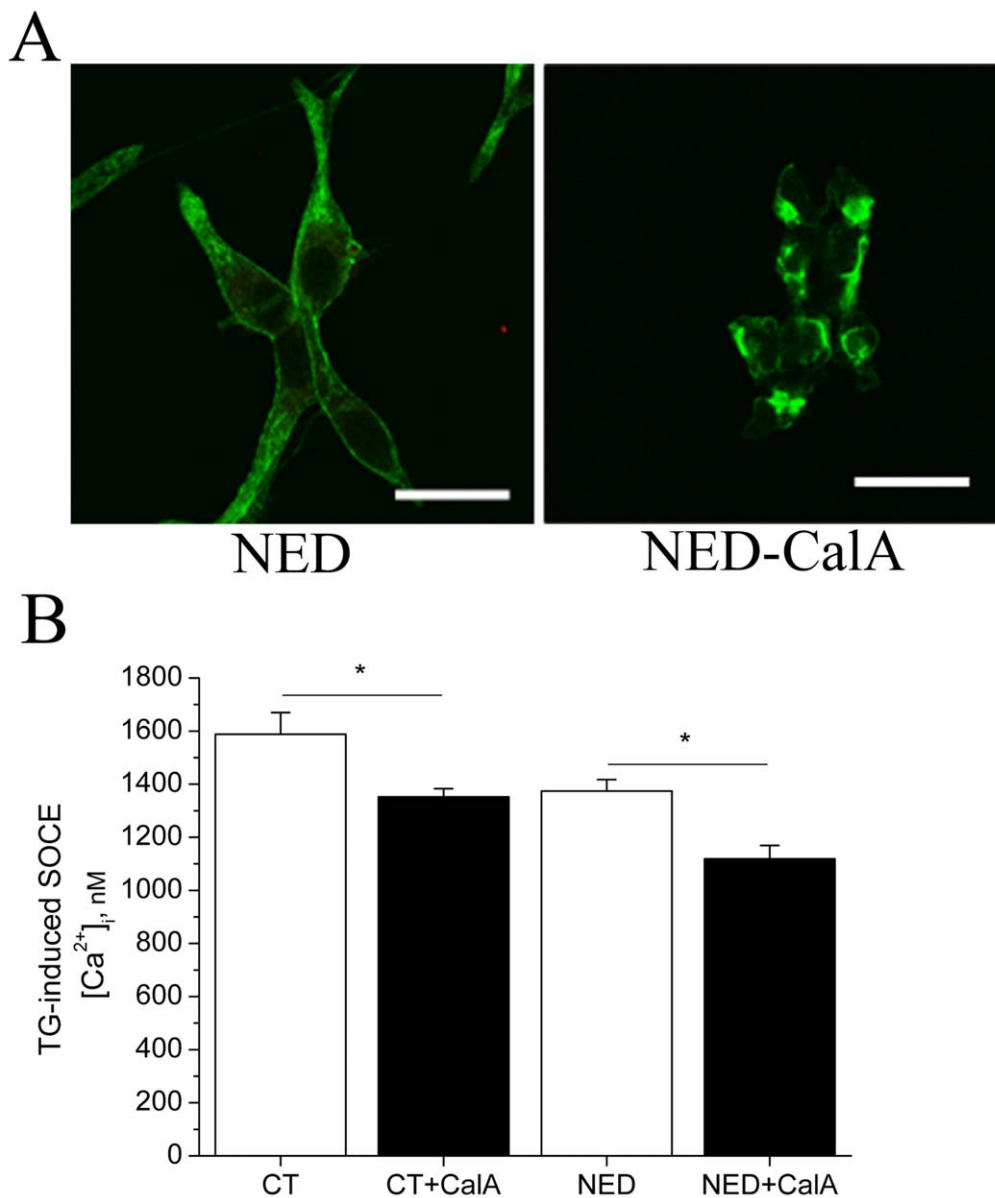 A
NED
NED-CalA
B
*
*
1800
1600
1400
1200
1000
800
600
400
200
0
TG-induced SOCE
[Ca²⁺]ᵢ, nM
CT
CT+CalA
NED
NED+CalA